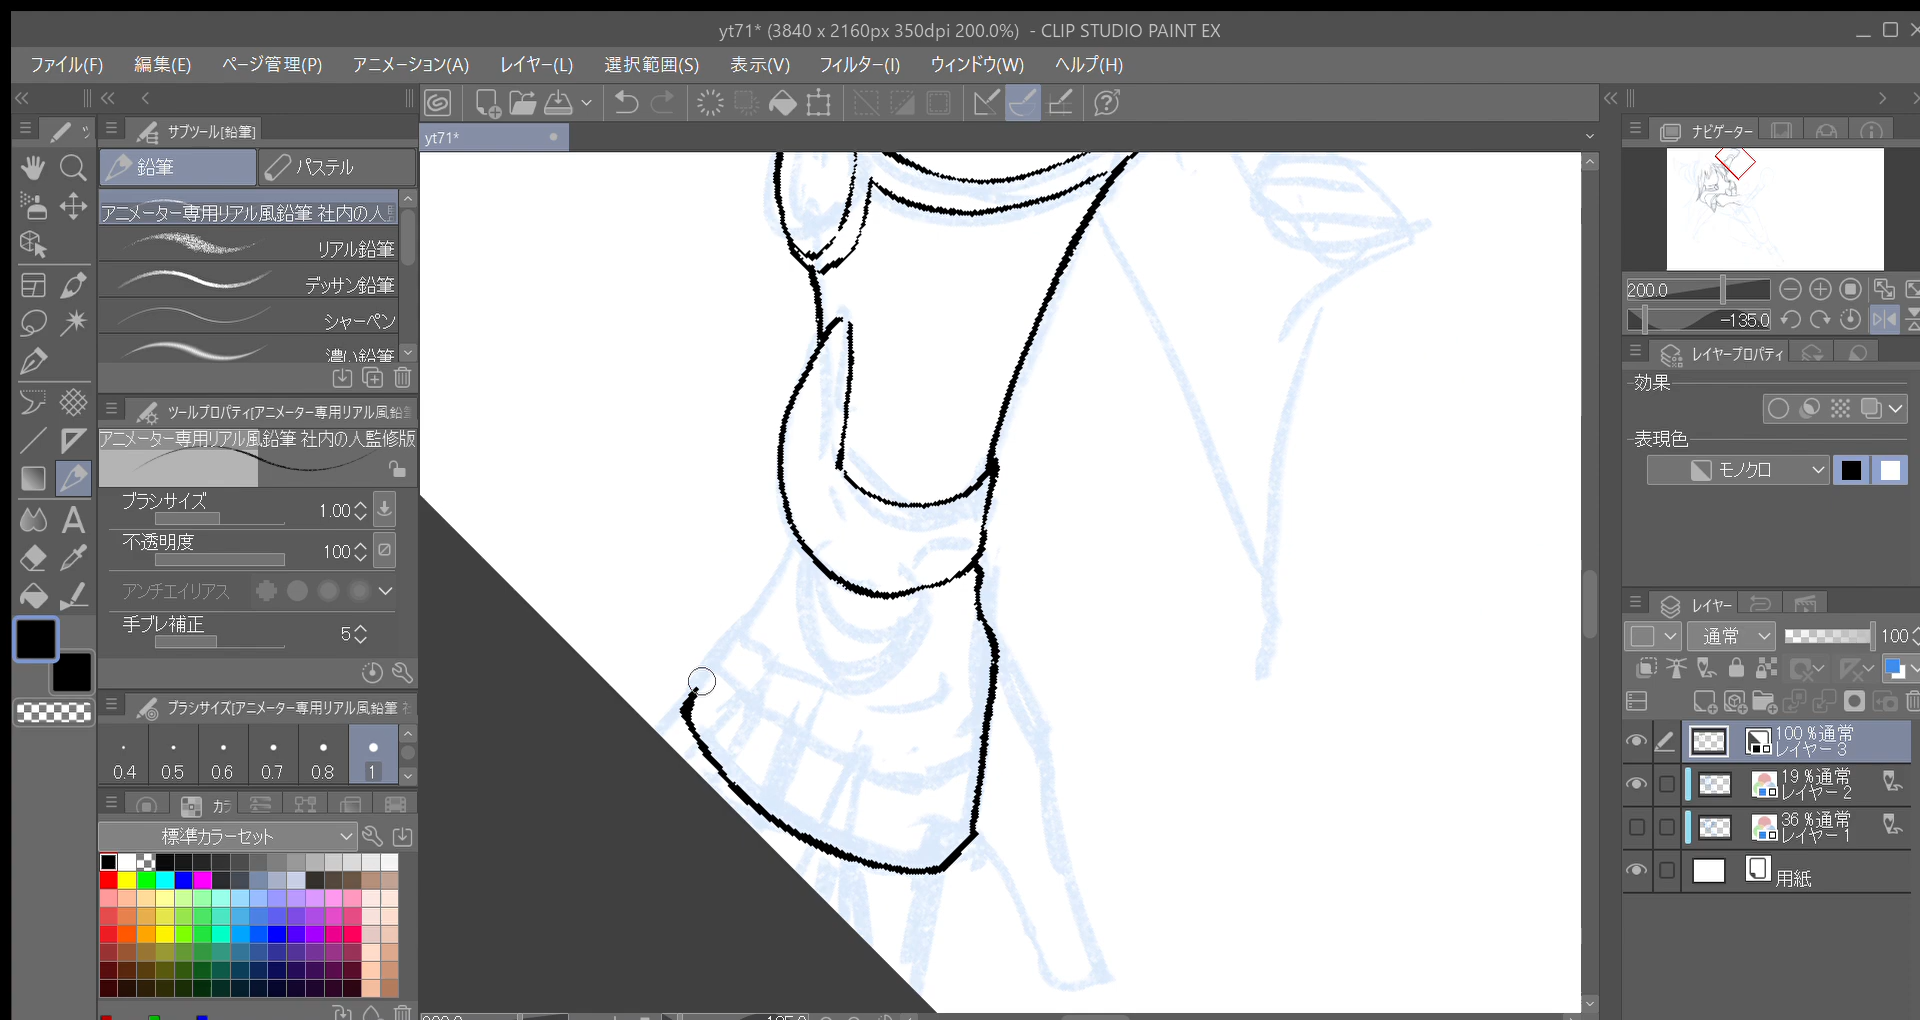 yt71* (3840 x 2160px 350dpi 200.0%) - CLIP STUDIO PAINT EX
ファイル(F) 編集(E) ページ管理(P) アニメーション(A) レイヤー(L) 選択範囲(S) 表示(V) フィルター(I) ウィンドウ(W) ヘルプ(H)
サブツール[鉛筆]
yt71*
鉛筆 パステル
アニメーター専用リアル風鉛筆 社内の人
リアル鉛筆
デッサン鉛筆
シャーペン
濃い鉛筆
ツールプロパティ[アニメーター専用リアル風鉛
アニメーター専用リアル風鉛筆 社内の人監修版
ブラシサイズ 1.00
不透明度 100
アンチエイリアス
手ブレ補正 5
ブラシサイズ[アニメーター専用リアル風鉛筆
0.4 0.5 0.6 0.7 0.8 1
カラ
標準カラーセット
ナビゲーター
200.0
-135.0
レイヤープロパティ
効果
表現色
モノクロ
レイヤー
通常 100
100 %通常
レイヤー 3
19 %通常
レイヤー 2
36 %通常
レイヤー 1
用紙